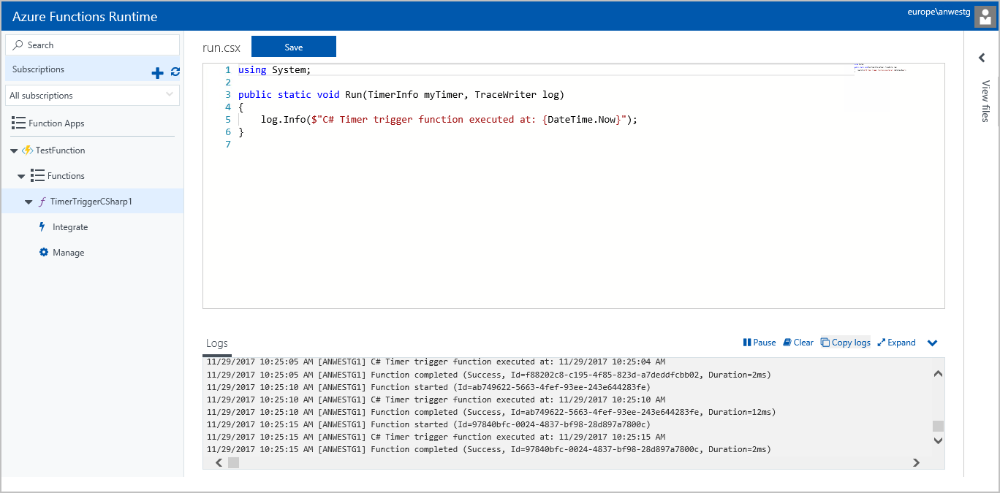 Azure Functions Runtime
europe\anwestg
Search
Subscriptions
All subscriptions
Function Apps
TestFunction
Functions
TimerTriggerCSharp1
Integrate
Manage
run.csx
Save
1 using System;
2
3 public static void Run(TimerInfo myTimer, TraceWriter log)
4 {
5 log.Info($"C# Timer trigger function executed at: {DateTime.Now}");
6 }
7
View files
Logs
Pause
Clear
Copy logs
Expand
11/29/2017 10:25:05 AM [ANWESTG1] C# Timer trigger function executed at: 11/29/2017 10:25:04 AM
11/29/2017 10:25:05 AM [ANWESTG1] Function completed (Success, Id=f88202c8-c195-4f85-823d-a7deddfcbb02, Duration=2ms)
11/29/2017 10:25:10 AM [ANWESTG1] Function started (Id=ab749622-5663-4fef-93ee-243e644283fe)
11/29/2017 10:25:10 AM [ANWESTG1] C# Timer trigger function executed at: 11/29/2017 10:25:10 AM
11/29/2017 10:25:10 AM [ANWESTG1] Function completed (Success, Id=ab749622-5663-4fef-93ee-243e644283fe, Duration=12ms)
11/29/2017 10:25:15 AM [ANWESTG1] Function started (Id=97840bfc-0024-4837-bf98-28d897a7800c)
11/29/2017 10:25:15 AM [ANWESTG1] C# Timer trigger function executed at: 11/29/2017 10:25:15 AM
11/29/2017 10:25:15 AM [ANWESTG1] Function completed (Success, Id=97840bfc-0024-4837-bf98-28d897a7800c, Duration=2ms)